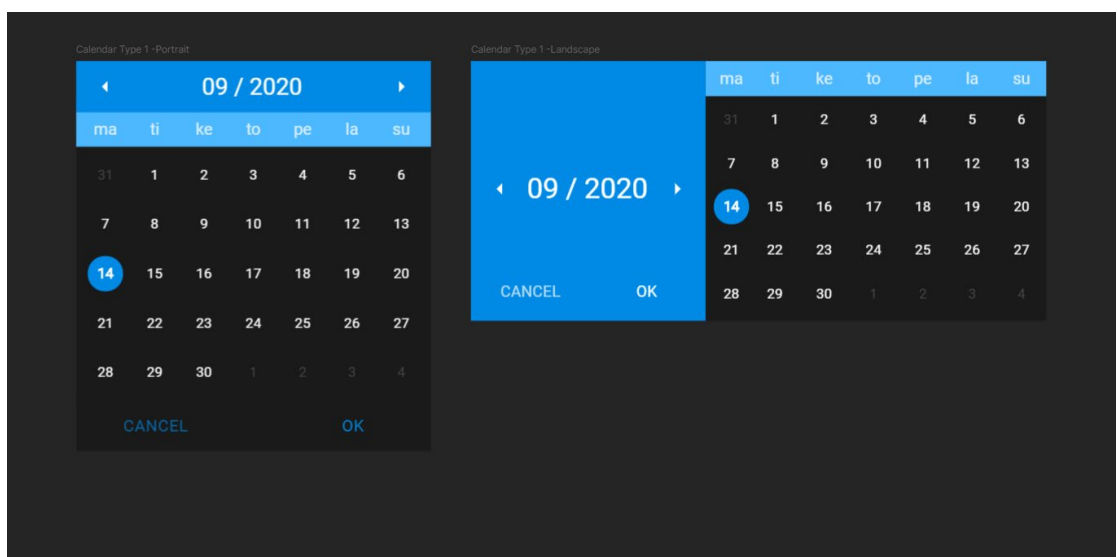 Calendar Type 1 -Portrait
09 / 2020
ma ti ke to pe la su
31 1 2 3 4 5 6
7 8 9 10 11 12 13
14 15 16 17 18 19 20
21 22 23 24 25 26 27
28 29 30 1 2 3 4
CANCEL OK
Calendar Type 1 -Landscape
09 / 2020
CANCEL OK
ma ti ke to pe la su
31 1 2 3 4 5 6
7 8 9 10 11 12 13
14 15 16 17 18 19 20
21 22 23 24 25 26 27
28 29 30 1 2 3 4